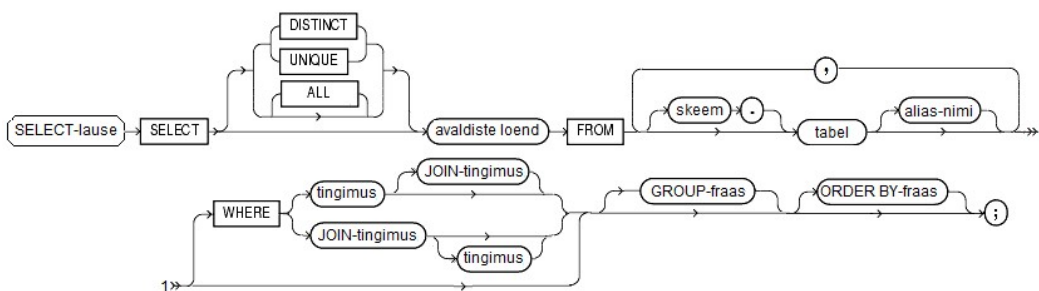 DISTINCT
UNIQUE
ALL
,
SELECT-lause SELECT avaldiste loend FROM skeem . tabel alias-nimi
WHERE tingimus JOIN-tingimus
JOIN-tingimus tingimus
GROUP-fraas ORDER BY-fraas ;
1